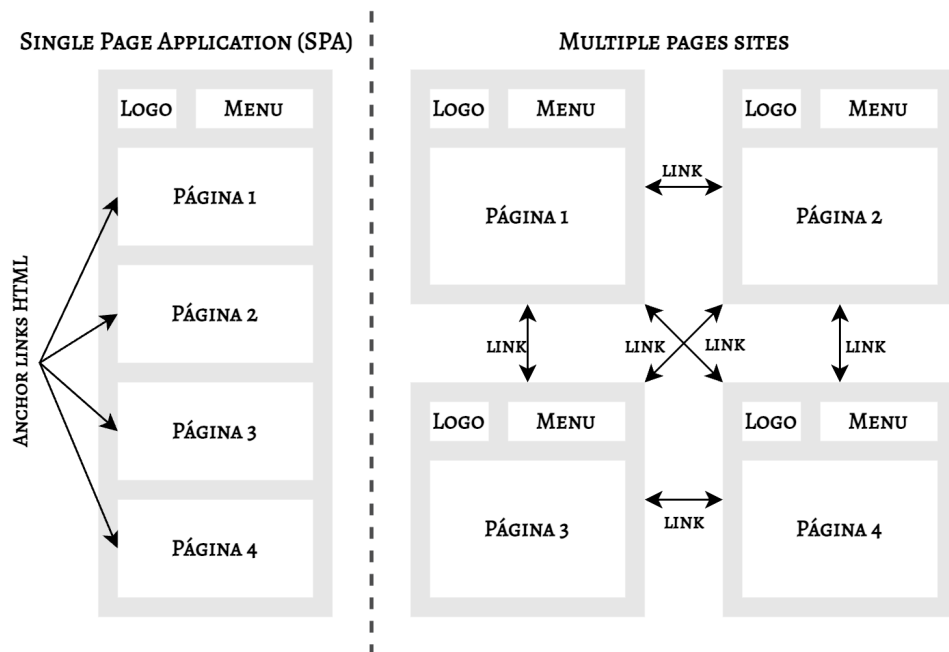 Single Page Application (SPA)
Logo
Menu
Página 1
Página 2
Página 3
Página 4
Anchor links HTML
Multiple pages sites
Logo
Menu
Página 1
link
Logo
Menu
Página 2
link
link
link
link
Logo
Menu
Página 3
link
Logo
Menu
Página 4